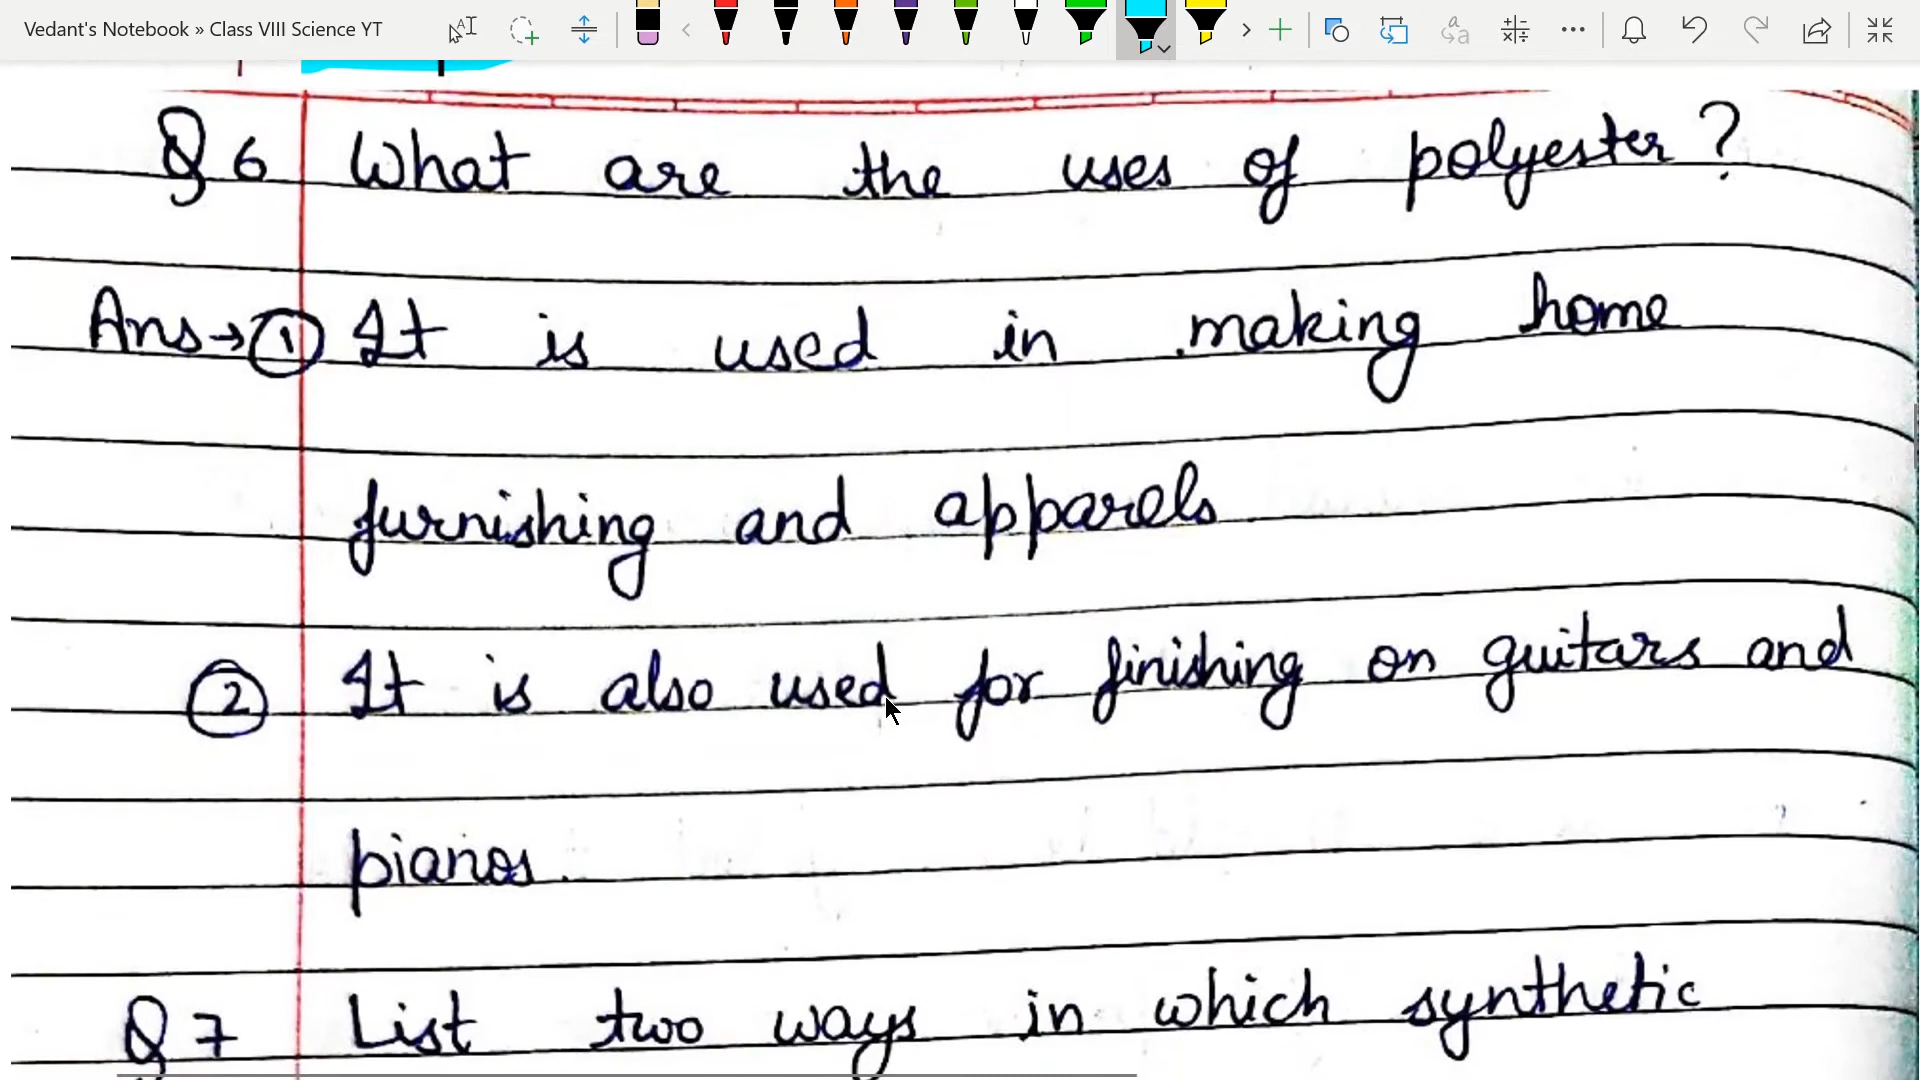 Vedant's Notebook » Class VIII Science YT
Q 6 What are the uses of polyester?
Ans → ① It is used in making home
furnishing and apparels
② It is also used for finishing on guitars and
pianos.
Q 7 List two ways in which synthetic